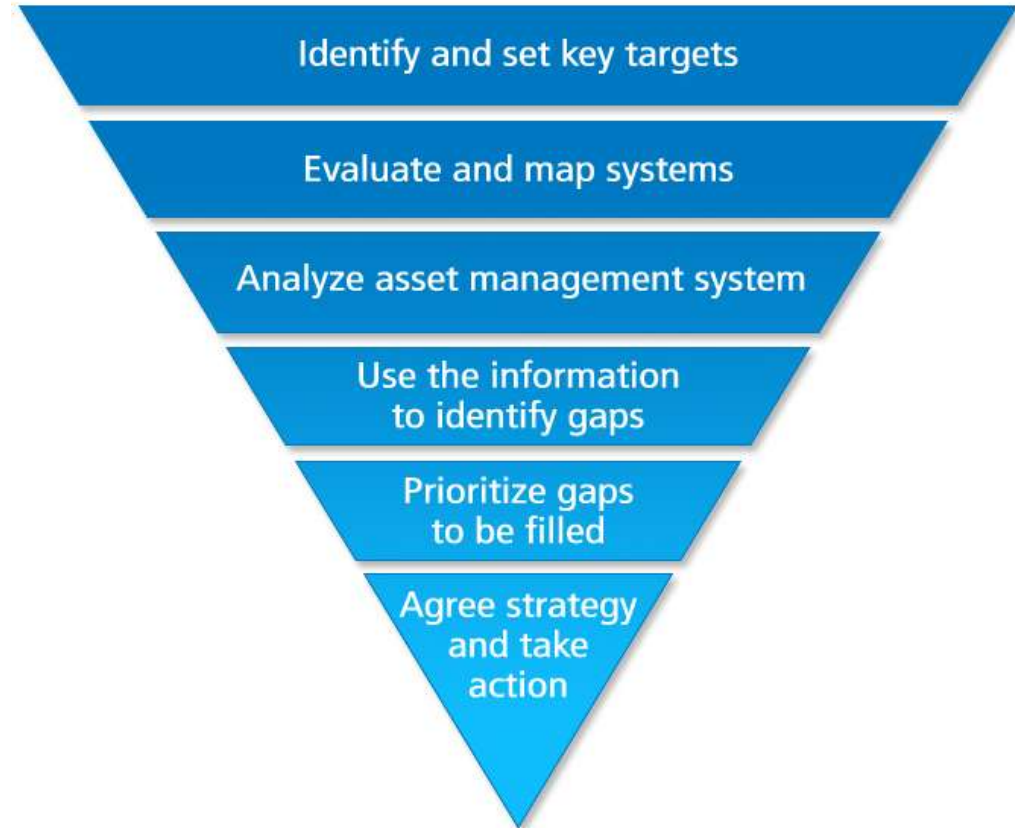 Identify and set key targets
Evaluate and map systems
Analyze asset management system
Use the information
to identify gaps
Prioritize gaps
to be filled
Agree strategy
and take
action